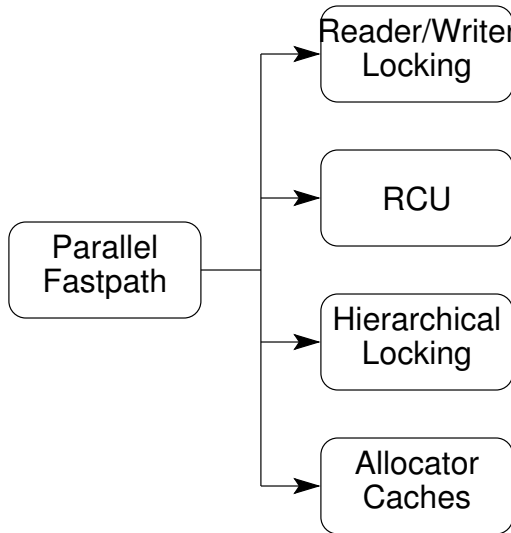 Reader/Writer
Locking
RCU
Parallel
Fastpath
Hierarchical
Locking
Allocator
Caches